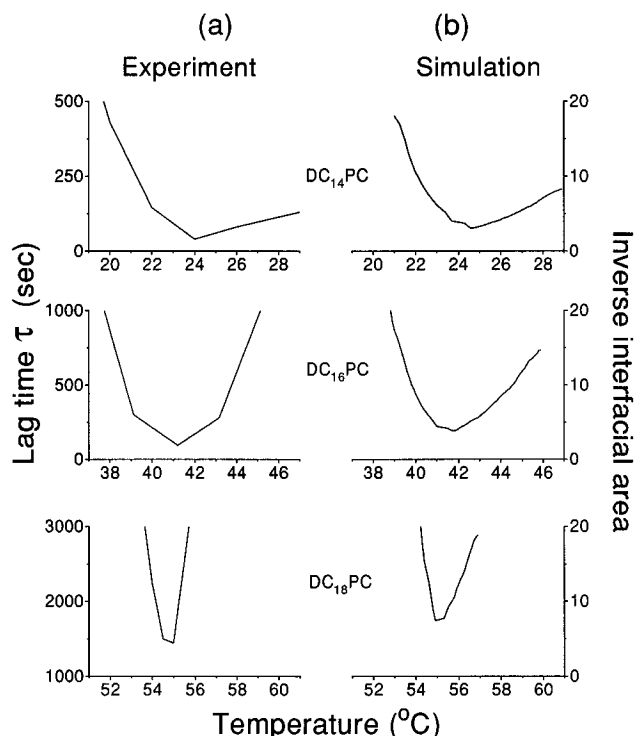 (a) (b)
Experiment Simulation
500 20
250 DC₁₄PC 10
0 0
20 22 24 26 28 20 22 24 26 28
1000 20
500 DC₁₆PC 10
0 0
38 40 42 44 46 38 40 42 44 46
3000 20
2000 DC₁₈PC 10
1000 0
52 54 56 58 60 52 54 56 58 60
Lag time τ (sec)
Inverse interfacial area
Temperature (°C)